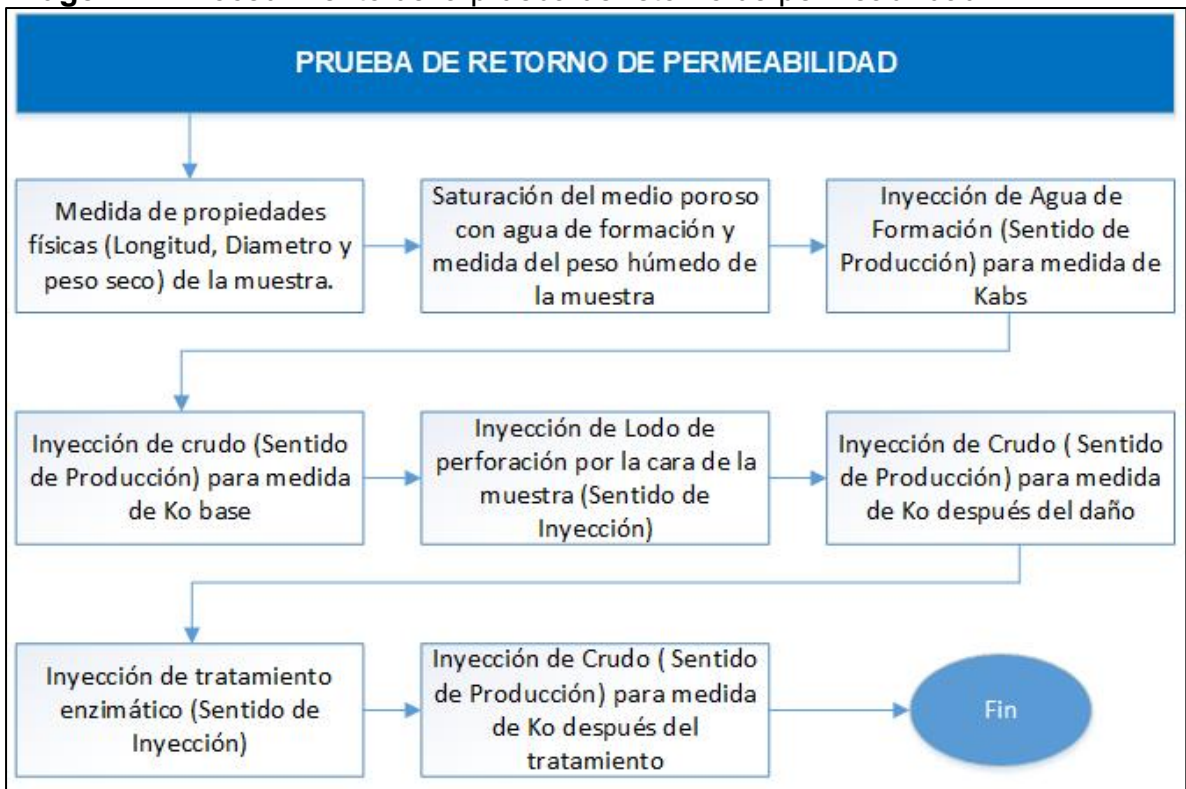 PRUEBA DE RETORNO DE PERMEABILIDAD
Medida de propiedades
físicas (Longitud, Diametro y
peso seco) de la muestra.
Saturación del medio poroso
con agua de formación y
medida del peso húmedo de
la muestra
Inyección de Agua de
Formación (Sentido de
Producción) para medida de
Kabs
Inyección de crudo (Sentido
de Producción) para medida
de Ko base
Inyección de Lodo de
perforación por la cara de la
muestra (Sentido de
Inyección)
Inyección de Crudo ( Sentido
de Producción) para medida
de Ko después del daño
Inyección de tratamiento
enzimático (Sentido de
Inyección)
Inyección de Crudo ( Sentido
de Producción) para medida
de Ko después del
tratamiento
Fin